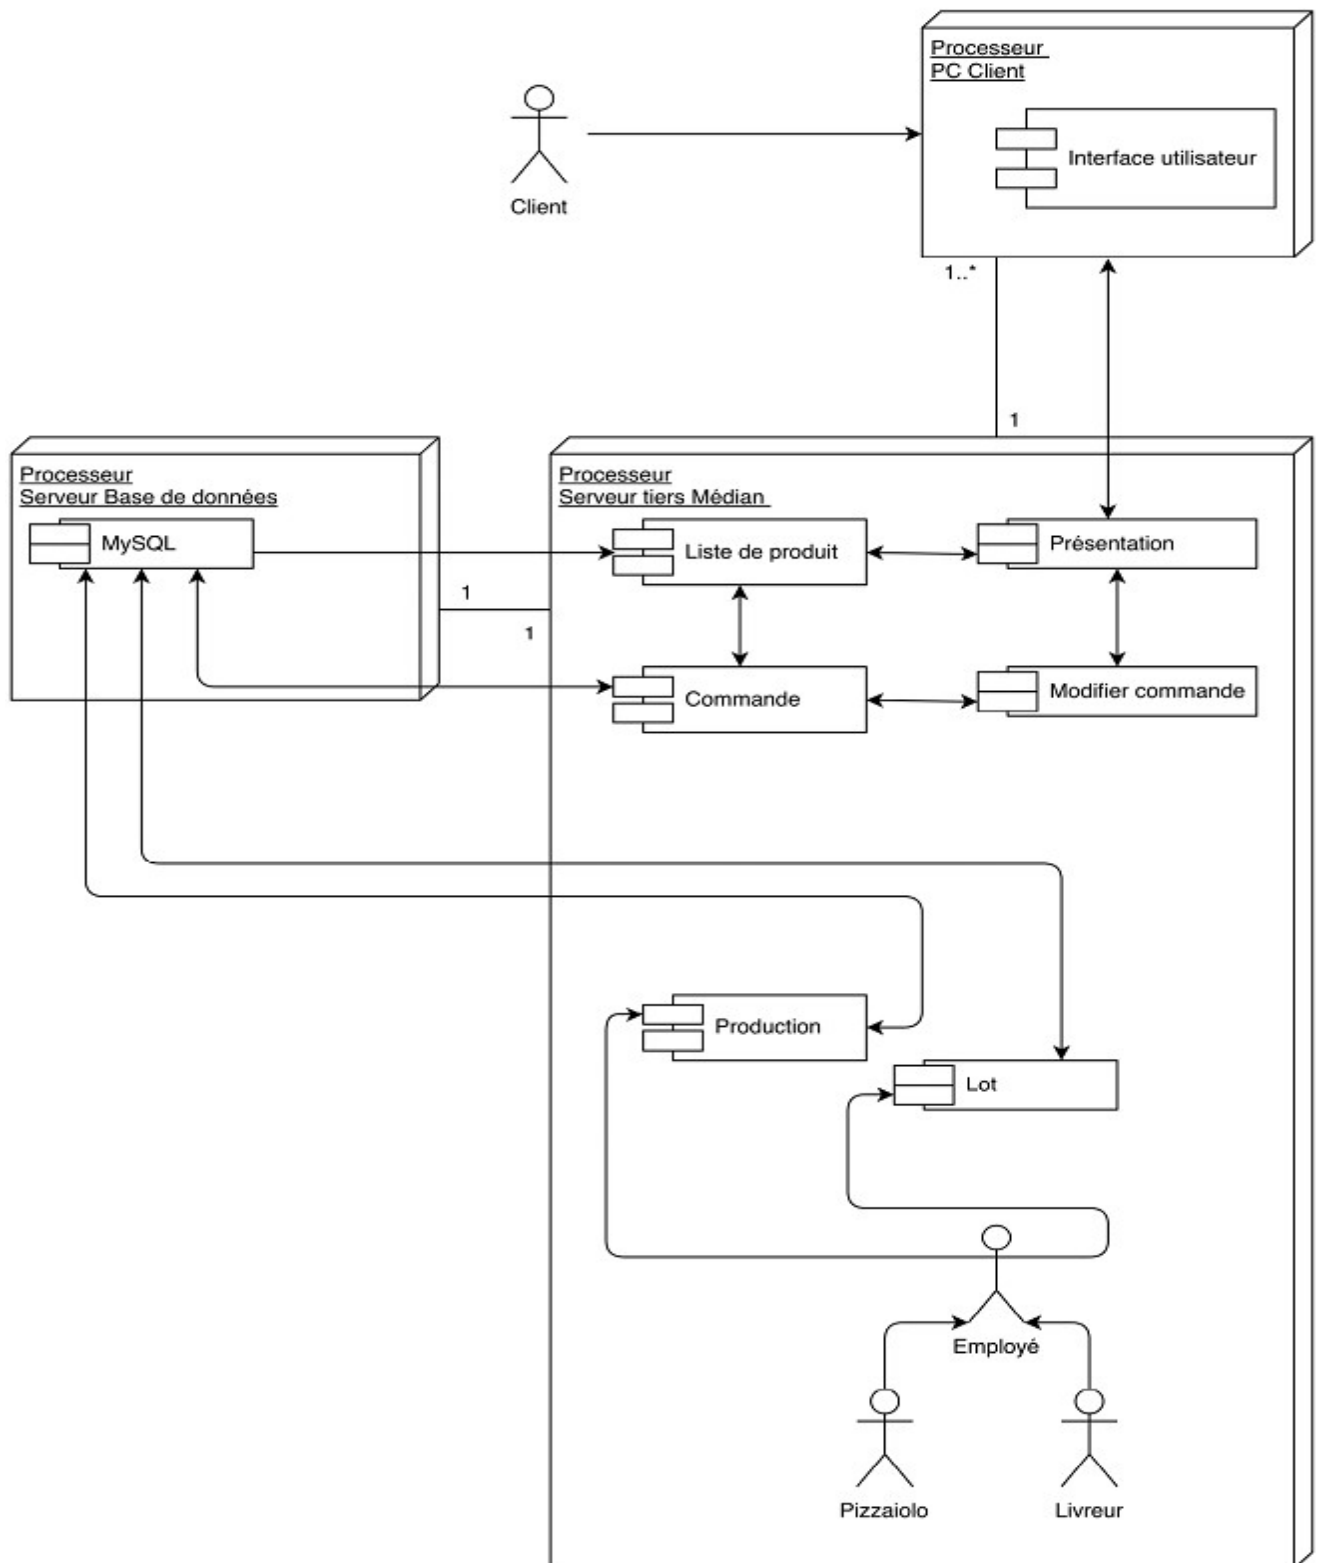 Processeur
PC Client
Interface utilisateur
Client
1..*
1
Processeur
Serveur Base de données
MySQL
Processeur
Serveur tiers Médian
Liste de produit
Présentation
1
1
Commande
Modifier commande
Production
Lot
Employé
Pizzaiolo
Livreur